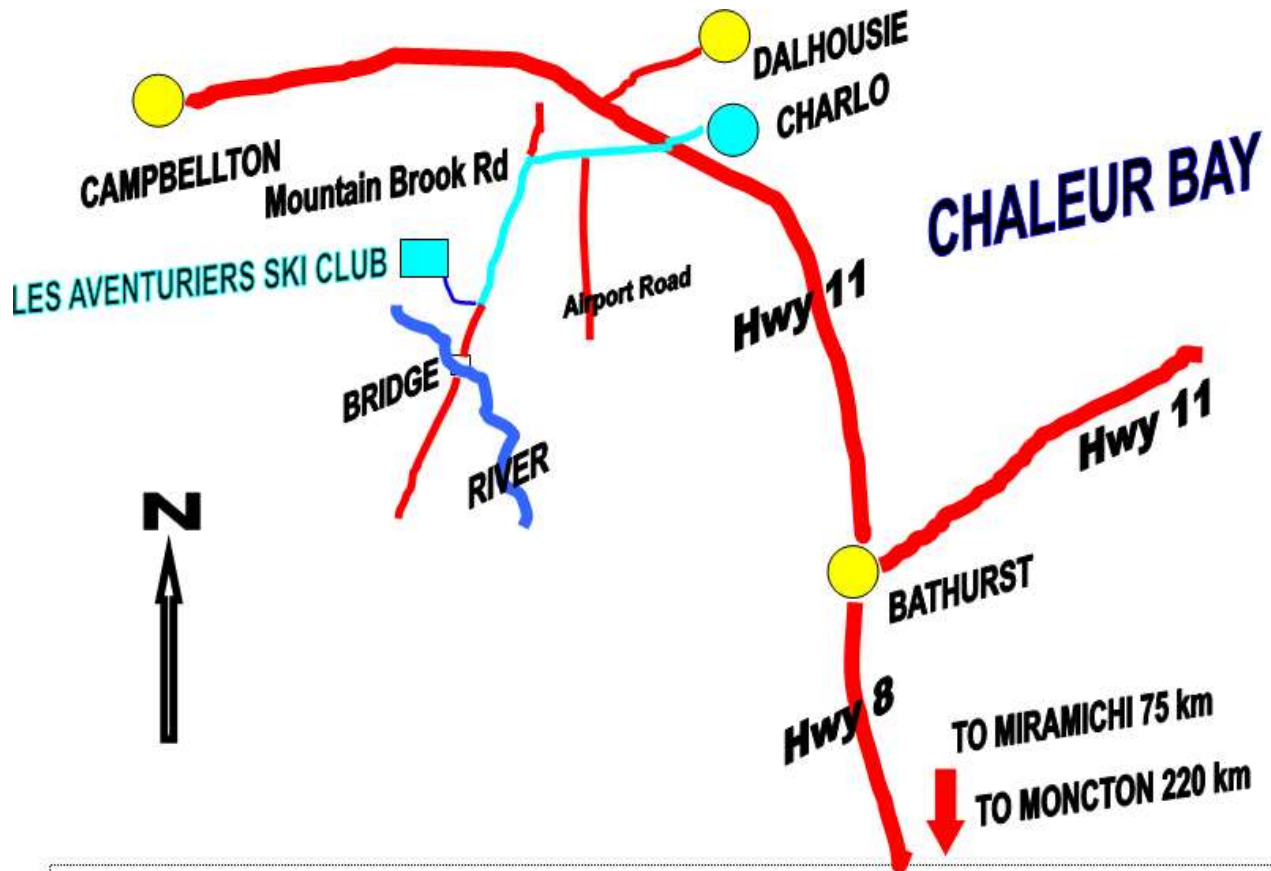 DALHOUSIE
CHARLO
CAMPBELLTON
Mountain Brook Rd
CHALEUR BAY
LES AVENTURIERS SKI CLUB
Airport Road
Hwy 11
BRIDGE
Hwy 11
RIVER
N
BATHURST
Hwy 8
TO MIRAMICHI 75 km
TO MONCTON 220 km